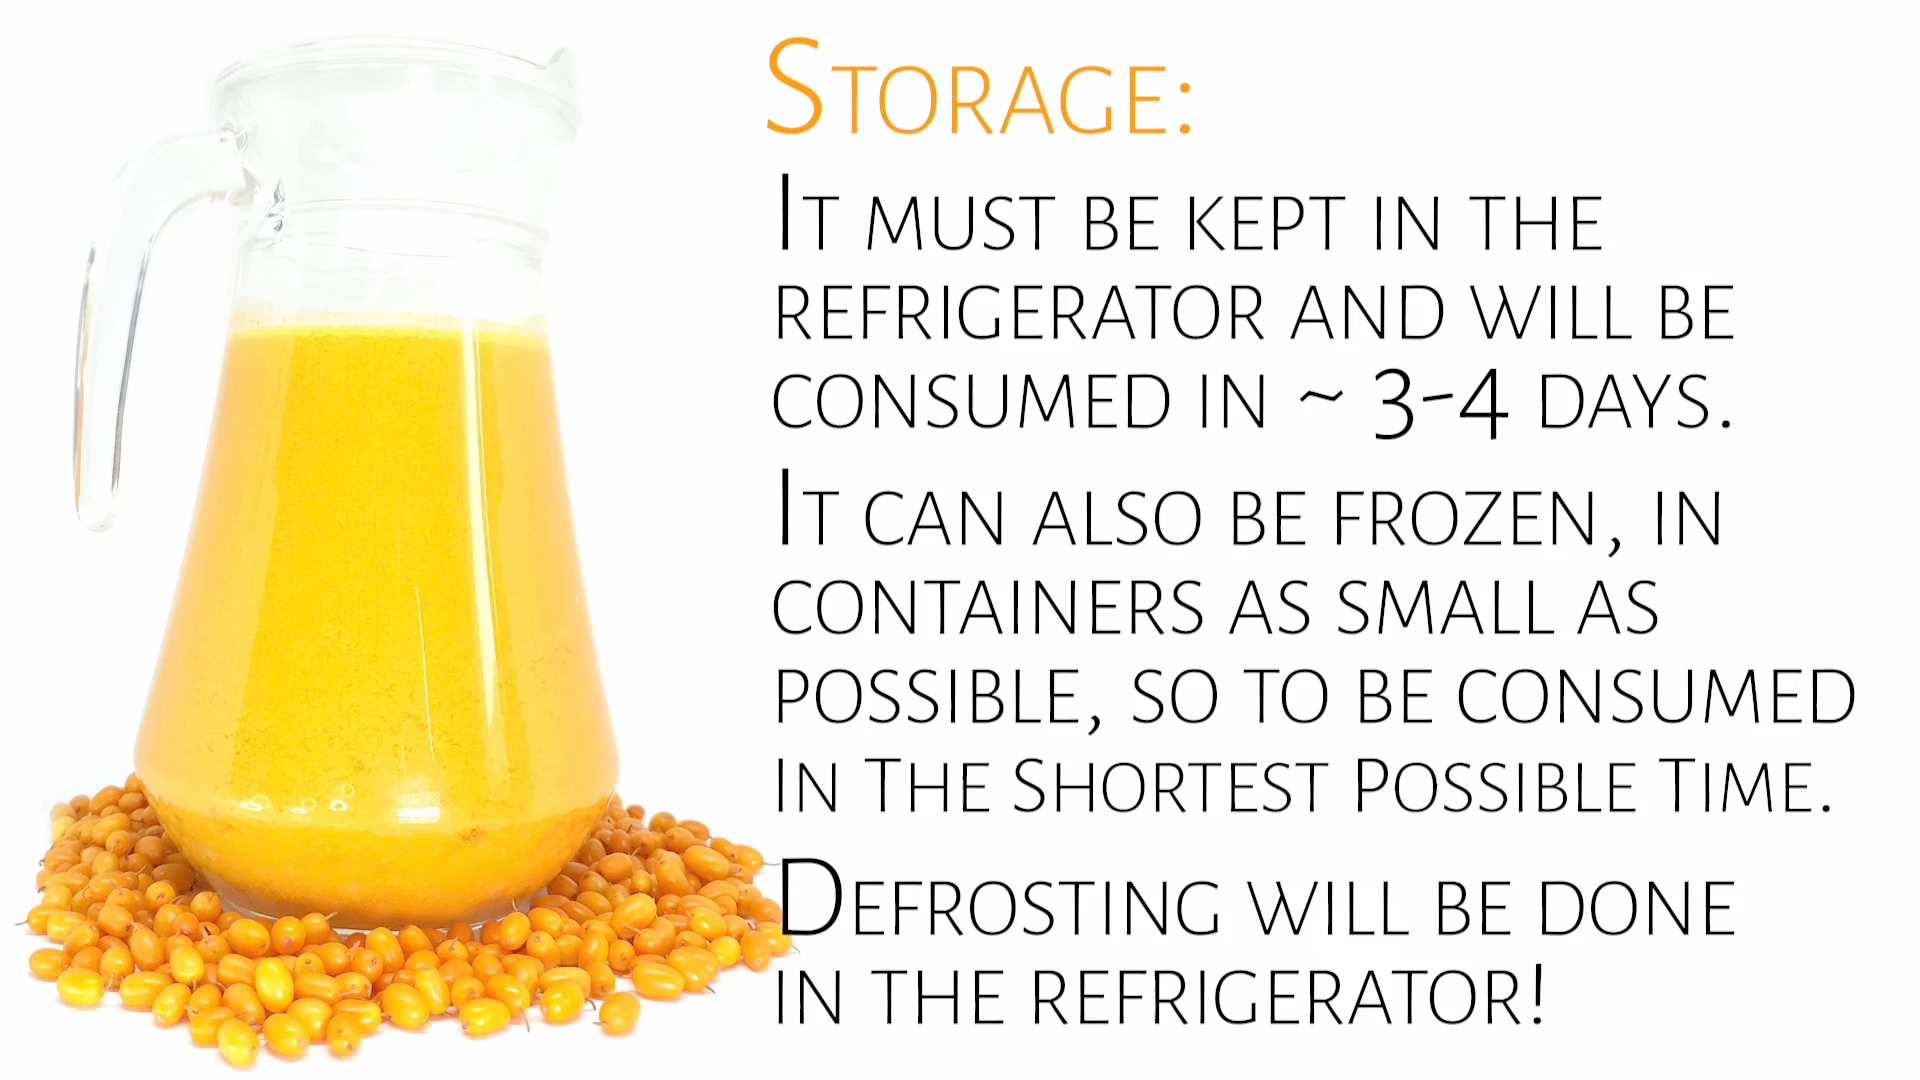 Storage:
It must be kept in the
refrigerator and will be
consumed in ~ 3-4 days.
It can also be frozen, in
containers as small as
possible, so to be consumed
in the Shortest Possible Time.
Defrosting will be done
in the refrigerator!